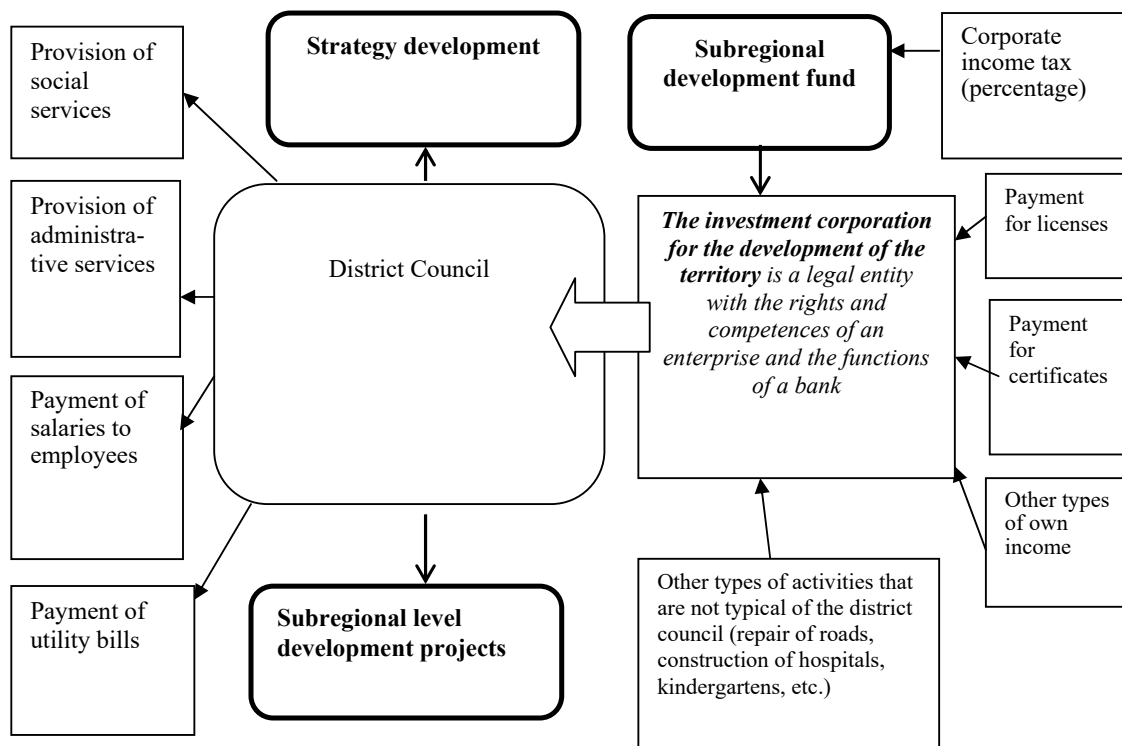 Provision of
social
services
Strategy development
Subregional
development fund
Corporate
income tax
(percentage)
Provision of
administra-
tive services
District Council
The investment corporation
for the development of the
territory is a legal entity
with the rights and
competences of an
enterprise and the functions
of a bank
Payment
for licenses
Payment
for
certificates
Payment of
salaries to
employees
Other types
of own
income
Payment of
utility bills
Subregional level
development projects
Other types of activities that
are not typical of the district
council (repair of roads,
construction of hospitals,
kindergartens, etc.)